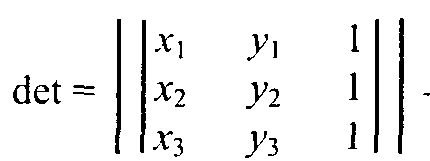 x₁ y₁ 1
det = || x₂ y₂ 1 || -
x₃ y₃ 1